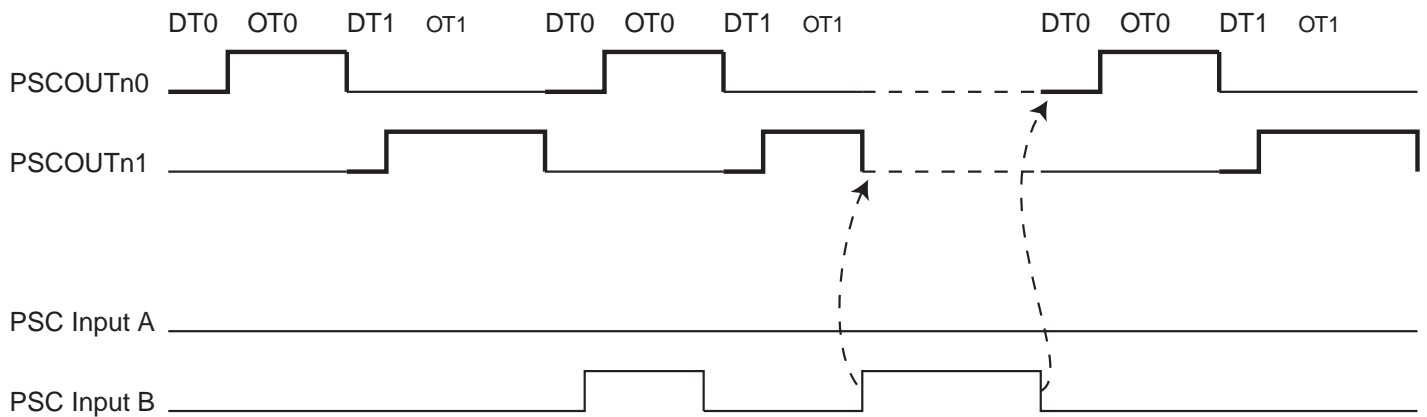 DT0 OT0 DT1 OT1 DT0 OT0 DT1 OT1 DT0 OT0 DT1 OT1
PSCOUTn0
PSCOUTn1
PSC Input A
PSC Input B